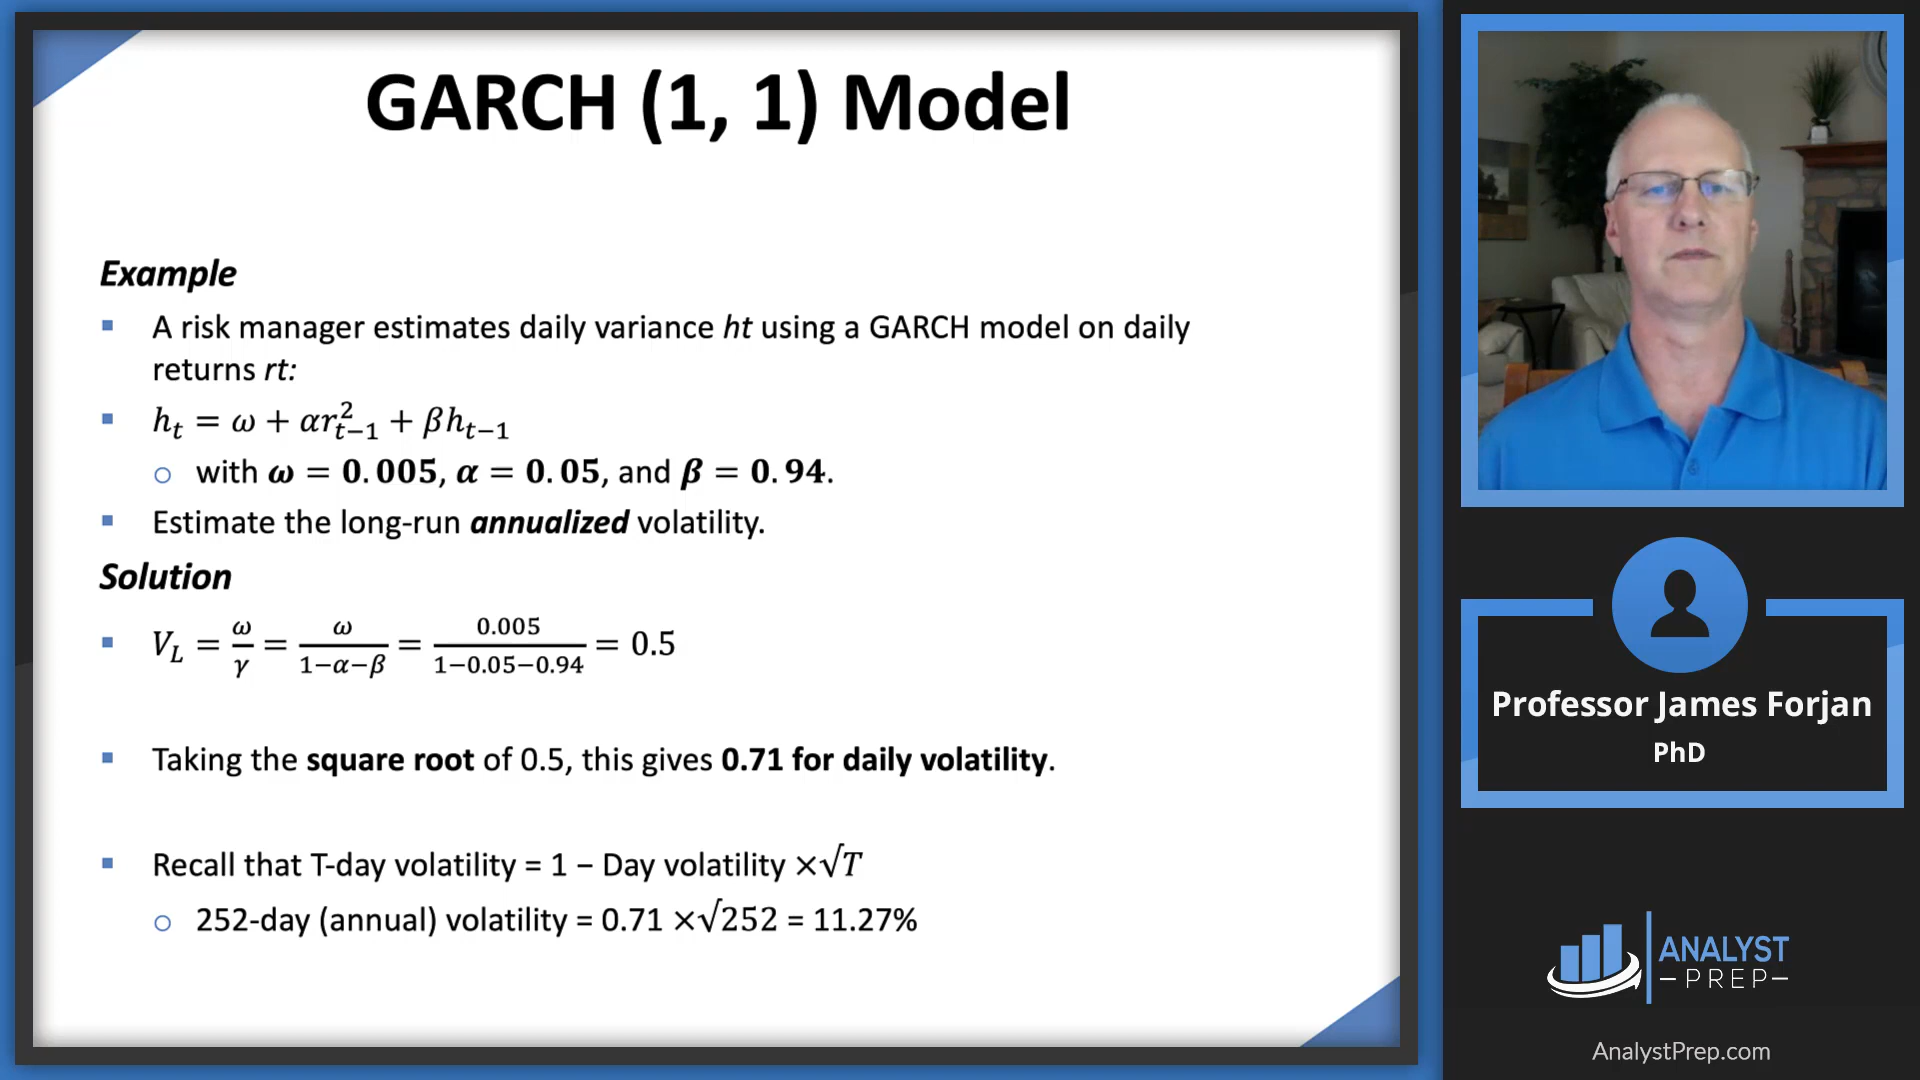 GARCH (1, 1) Model
Example
▪ A risk manager estimates daily variance ht using a GARCH model on daily
returns rt:
▪ hₜ = ω + αr²ₜ₋₁ + βhₜ₋₁
○ with ω = 0.005, α = 0.05, and β = 0.94.
▪ Estimate the long-run annualized volatility.
Solution
▪ V_L = ω/γ = ω/(1−α−β) = 0.005/(1−0.05−0.94) = 0.5
▪ Taking the square root of 0.5, this gives 0.71 for daily volatility.
▪ Recall that T-day volatility = 1 − Day volatility ×√T
○ 252-day (annual) volatility = 0.71 ×√252 = 11.27%
Professor James Forjan
PhD
ANALYST
PREP
AnalystPrep.com